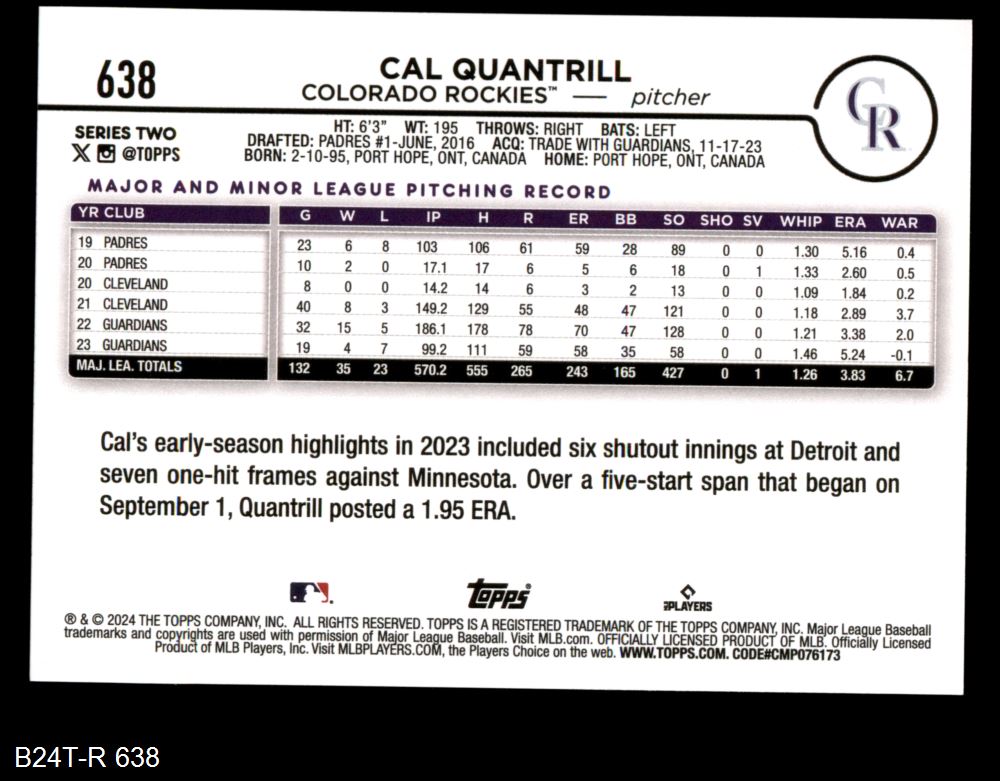 638
CAL QUANTRILL
COLORADO ROCKIES™ — pitcher
CR
SERIES TWO
@TOPPS
HT: 6'3" WT: 195 THROWS: RIGHT BATS: LEFT
DRAFTED: PADRES #1-JUNE, 2016 ACQ: TRADE WITH GUARDIANS, 11-17-23
BORN: 2-10-95, PORT HOPE, ONT, CANADA HOME: PORT HOPE, ONT, CANADA
MAJOR AND MINOR LEAGUE PITCHING RECORD
YR CLUB G W L IP H R ER BB SO SHO SV WHIP ERA WAR
19 PADRES 23 6 8 103 106 61 59 28 89 0 0 1.30 5.16 0.4
20 PADRES 10 2 0 17.1 17 6 5 6 18 0 1 1.33 2.60 0.5
20 CLEVELAND 8 0 0 14.2 14 6 3 2 13 0 0 1.09 1.84 0.2
21 CLEVELAND 40 8 3 149.2 129 55 48 47 121 0 0 1.18 2.89 3.7
22 GUARDIANS 32 15 5 186.1 178 78 70 47 128 0 0 1.21 3.38 2.0
23 GUARDIANS 19 4 7 99.2 111 59 58 35 58 0 0 1.46 5.24 -0.1
MAJ. LEA. TOTALS 132 35 23 570.2 555 265 243 165 427 0 1 1.26 3.83 6.7
Cal's early-season highlights in 2023 included six shutout innings at Detroit and
seven one-hit frames against Minnesota. Over a five-start span that began on
September 1, Quantrill posted a 1.95 ERA.
Topps®
PLAYERS
® & © 2024 THE TOPPS COMPANY, INC. ALL RIGHTS RESERVED. TOPPS IS A REGISTERED TRADEMARK OF THE TOPPS COMPANY, INC. Major League Baseball
trademarks and copyrights are used with permission of Major League Baseball. Visit MLB.com. OFFICIALLY LICENSED PRODUCT OF MLB. Officially Licensed
Product of MLB Players, Inc. Visit MLBPLAYERS.COM, the Players Choice on the web. WWW.TOPPS.COM. CODE#CMP076173
B24T-R 638